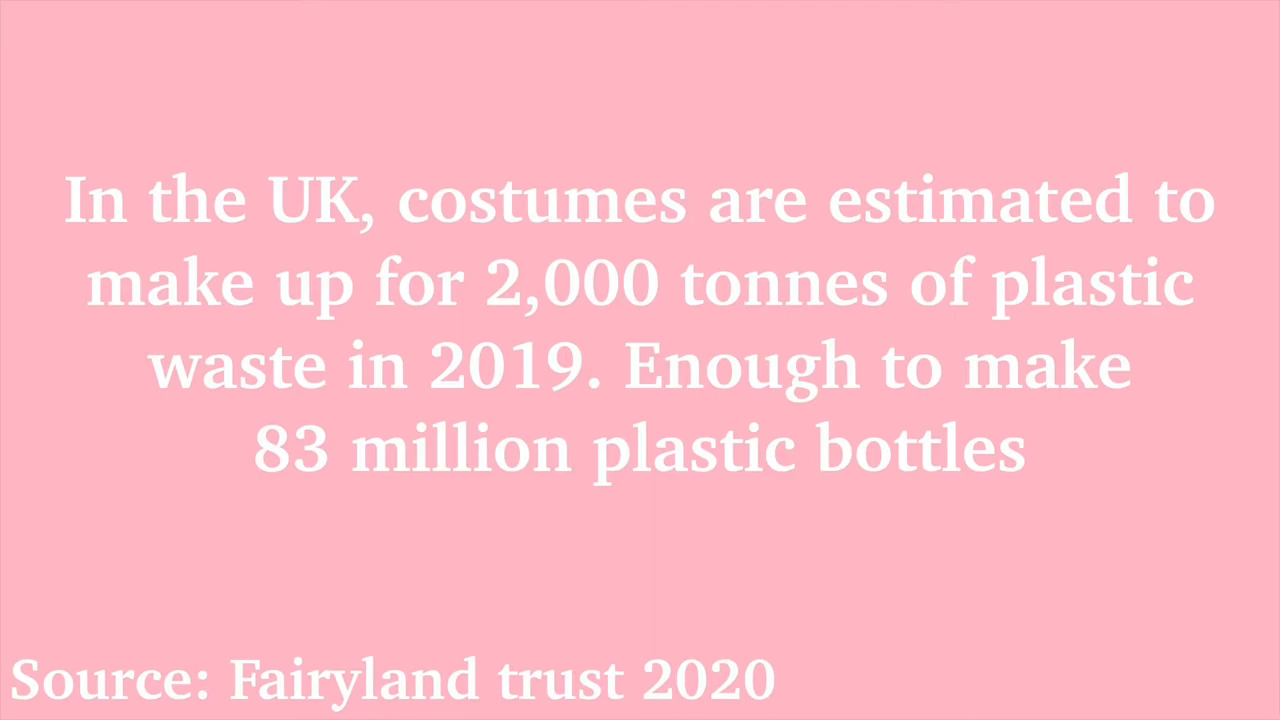 In the UK, costumes are estimated to
make up for 2,000 tonnes of plastic
waste in 2019. Enough to make
83 million plastic bottles
Source: Fairyland trust 2020